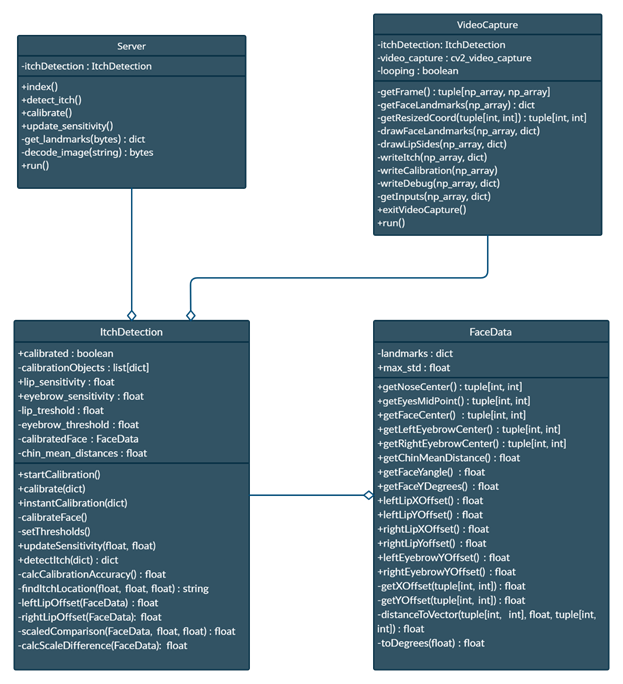 Server
-itchDetection : ItchDetection
+index()
+detect_itch()
+calibrate()
+update_sensitivity()
-get_landmarks(bytes) : dict
-decode_image(string) : bytes
+run()
VideoCapture
-itchDetection: ItchDetection
-video_capture : cv2_video_capture
-looping : boolean
-getFrame() : tuple[np_array, np_array]
-getFaceLandmarks(np_array) : dict
-getResizedCoord(tuple[int, int]) : tuple[int, int]
-drawFaceLandmarks(np_array, dict)
-drawLipSides(np_array, dict)
-writeItch(np_array, dict)
-writeCalibration(np_array)
-writeDebug(np_array, dict)
-getInputs(np_array, dict)
+exitVideoCapture()
+run()
ItchDetection
+calibrated : boolean
-calibrationObjects : list[dict]
+lip_sensitivity : float
+eyebrow_sensitivity : float
-lip_treshold : float
-eyebrow_threshold : float
-calibratedFace : FaceData
-chin_mean_distances : float
+startCalibration()
+calibrate(dict)
+instantCalibration(dict)
-calibrateFace()
-setThresholds()
+updateSensitivity(float, float)
+detectItch(dict) : dict
-calcCalibrationAccuracy() : float
-findItchLocation(float, float, float) : string
-leftLipOffset(FaceData) : float
-rightLipOffset(FaceData): float
-scaledComparison(FaceData, float, float) : float
-calcScaleDifference(FaceData): float
FaceData
-landmarks : dict
+max_std : float
+getNoseCenter() : tuple[int, int]
+getEyesMidPoint() : tuple[int, int]
+getFaceCenter() : tuple[int, int]
+getLeftEyebrowCenter() : tuple[int, int]
+getRightEyebrowCenter() : tuple[int, int]
+getChinMeanDistance() : float
+getFaceYangle() : float
+getFaceYDegrees() : float
+leftLipXOffset() : float
+leftLipYOffset() : float
+rightLipXOffset() : float
+rightLipYoffset() : float
+leftEyebrowYOffset() : float
+rightEyebrowYOffset() : float
-getXOffset(tuple[int, int]) : float
-getYOffset(tuple[int, int]) : float
-distanceToVector(tuple[int, int], float, tuple[int,
int]) : float
-toDegrees(float) : float